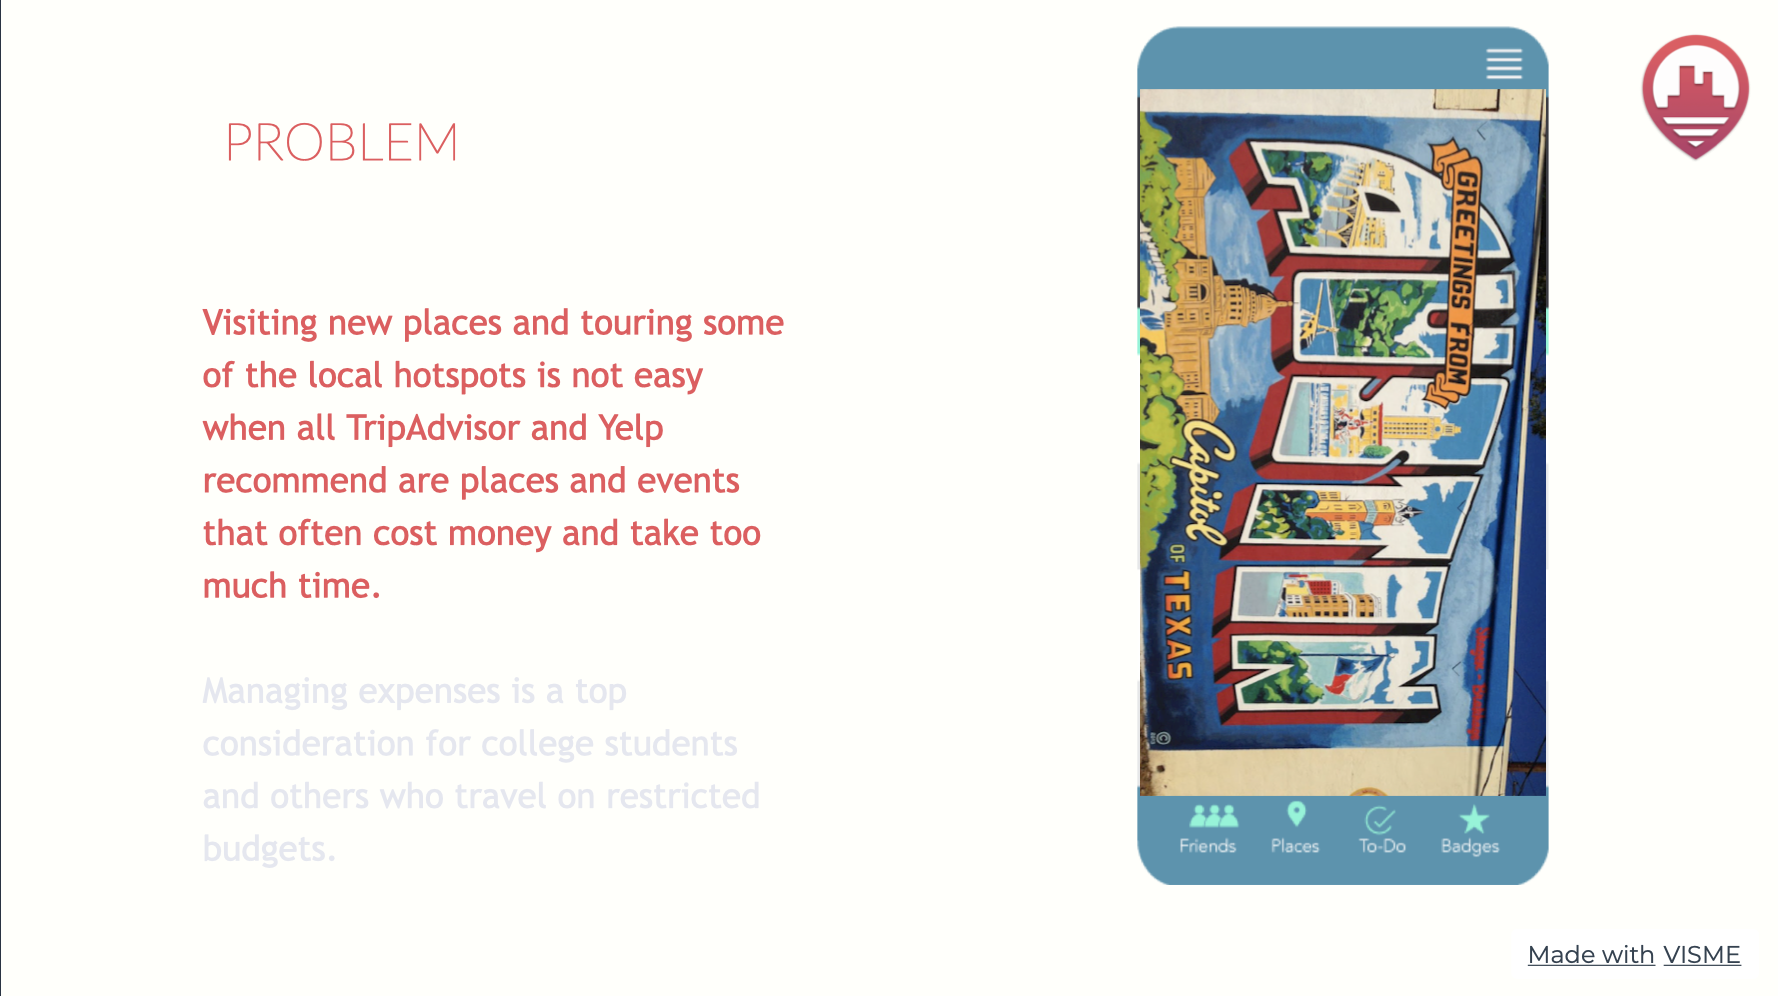 PROBLEM
Visiting new places and touring some
of the local hotspots is not easy
when all TripAdvisor and Yelp
recommend are places and events
that often cost money and take too
much time.
Managing expenses is a top
consideration for college students
and others who travel on restricted
budgets.
GREETINGS FROM
AUSTIN
Capitol
OF TEXAS
©
Friends Places To-Do Badges
Made with VISME